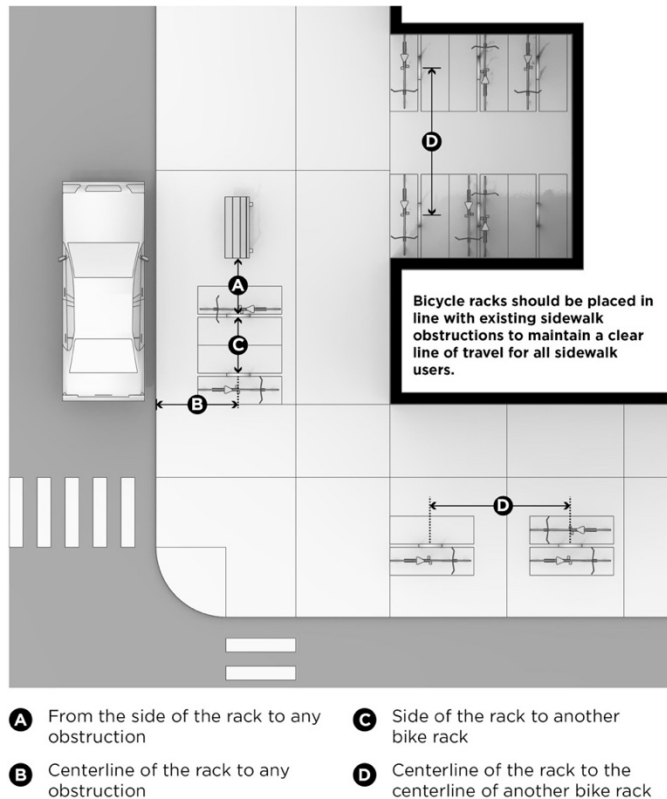 D
A
Bicycle racks should be placed in
line with existing sidewalk
obstructions to maintain a clear
line of travel for all sidewalk
users.
C
B
D
A From the side of the rack to any
obstruction
B Centerline of the rack to any
obstruction
C Side of the rack to another
bike rack
D Centerline of the rack to the
centerline of another bike rack